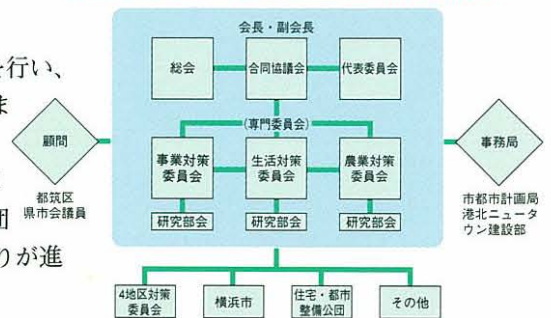 を行い、
ま
団
りが進
会長・副会長
総会
合同協議会
代表委員会
(専門委員会)
顧問
都筑区
県市会議員
事業対策
委員会
生活対策
委員会
農業対策
委員会
研究部会
研究部会
研究部会
事務局
市都市計画局
港北ニュータ
ウン建設部
4地区対策
委員会
横浜市
住宅・都市
整備公団
その他